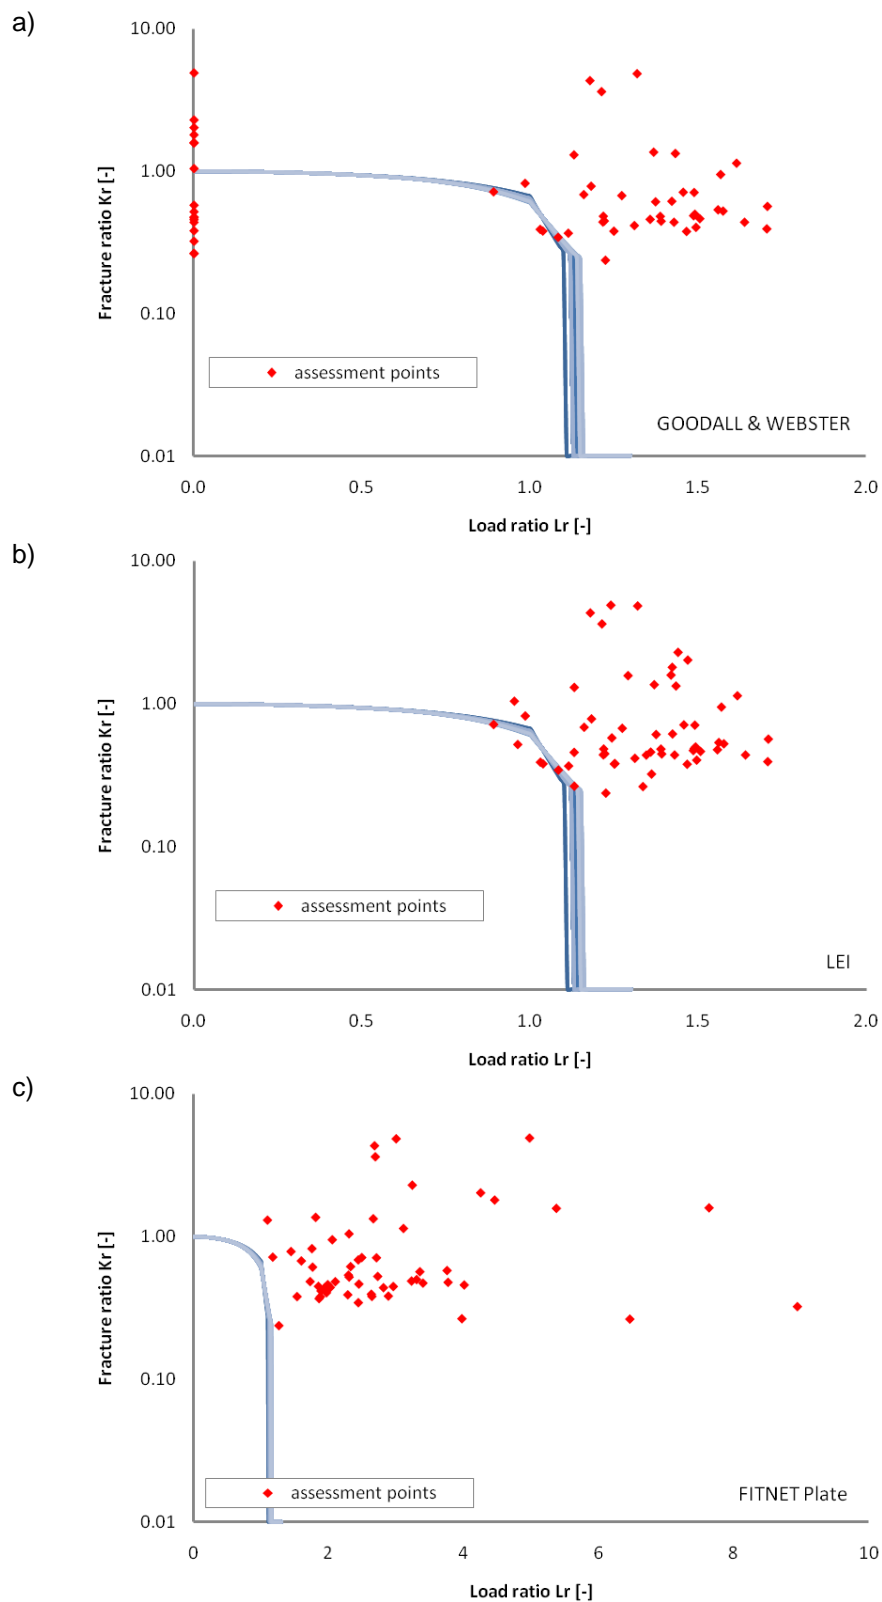 a)
10.00
1.00
0.10
0.01
Fracture ratio Kr [-]
assessment points
GOODALL & WEBSTER
0.0 0.5 1.0 1.5 2.0
Load ratio Lr [-]
b)
10.00
1.00
0.10
0.01
Fracture ratio Kr [-]
assessment points
LEI
0.0 0.5 1.0 1.5 2.0
Load ratio Lr [-]
c)
10.00
1.00
0.10
0.01
Fracture ratio Kr [-]
assessment points
FITNET Plate
0 2 4 6 8 10
Load ratio Lr [-]